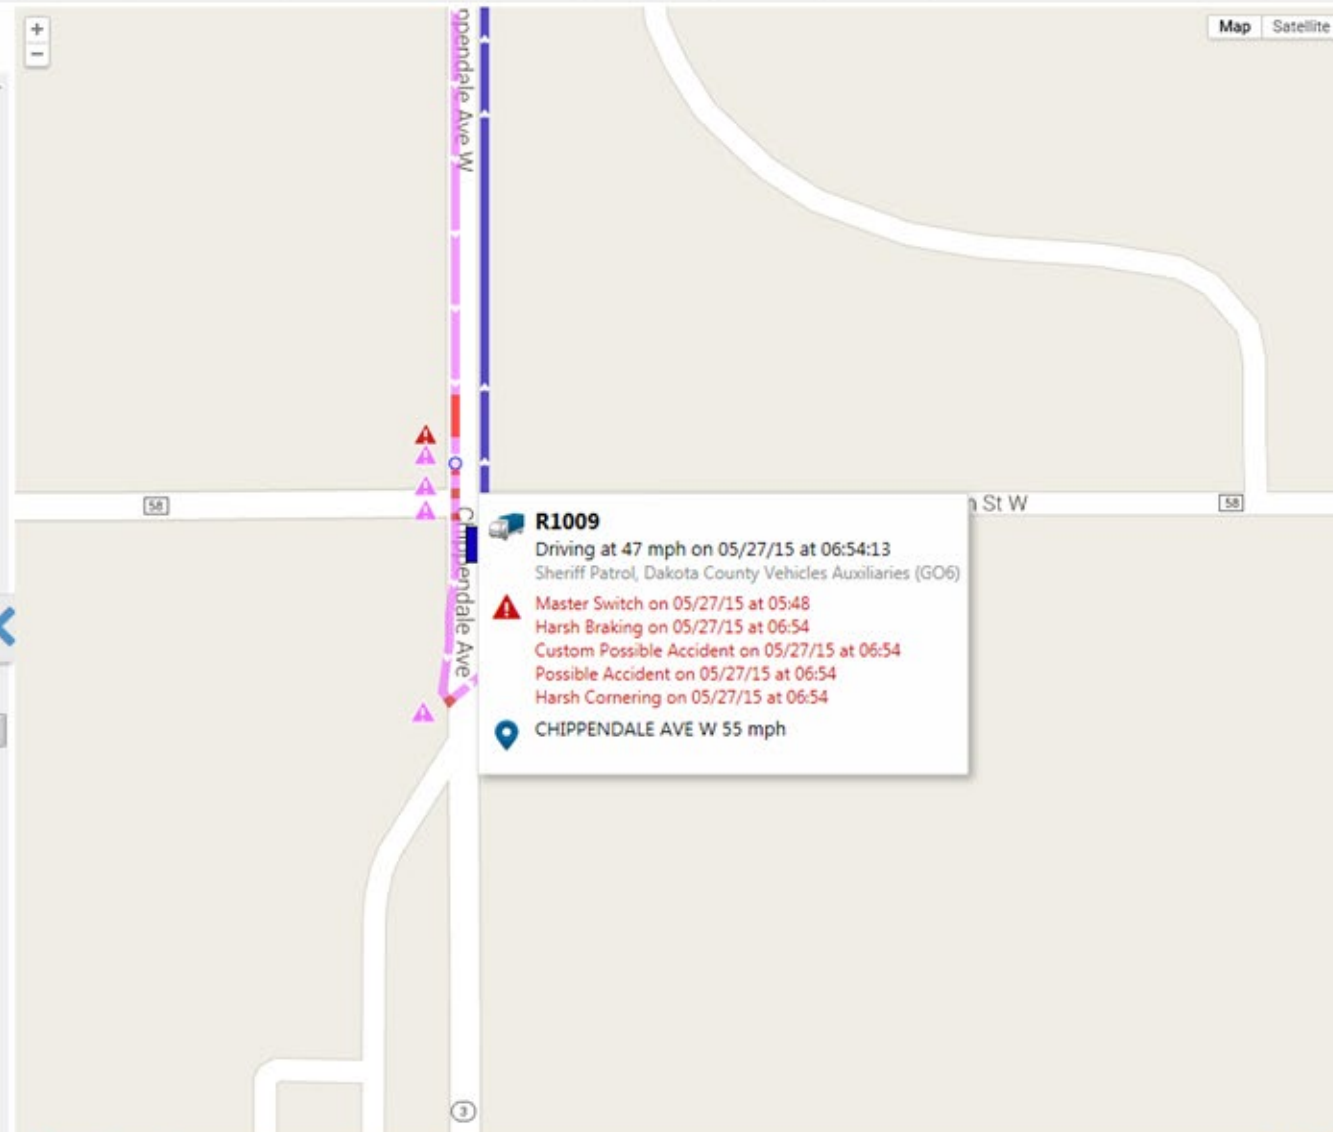 +
Map Satellite
−
ppendale Ave W
58
58
St W
Chippendale Ave
R1009
Driving at 47 mph on 05/27/15 at 06:54:13
Sheriff Patrol, Dakota County Vehicles Auxiliaries (GO6)
Master Switch on 05/27/15 at 05:48
Harsh Braking on 05/27/15 at 06:54
Custom Possible Accident on 05/27/15 at 06:54
Possible Accident on 05/27/15 at 06:54
Harsh Cornering on 05/27/15 at 06:54
CHIPPENDALE AVE W 55 mph
3